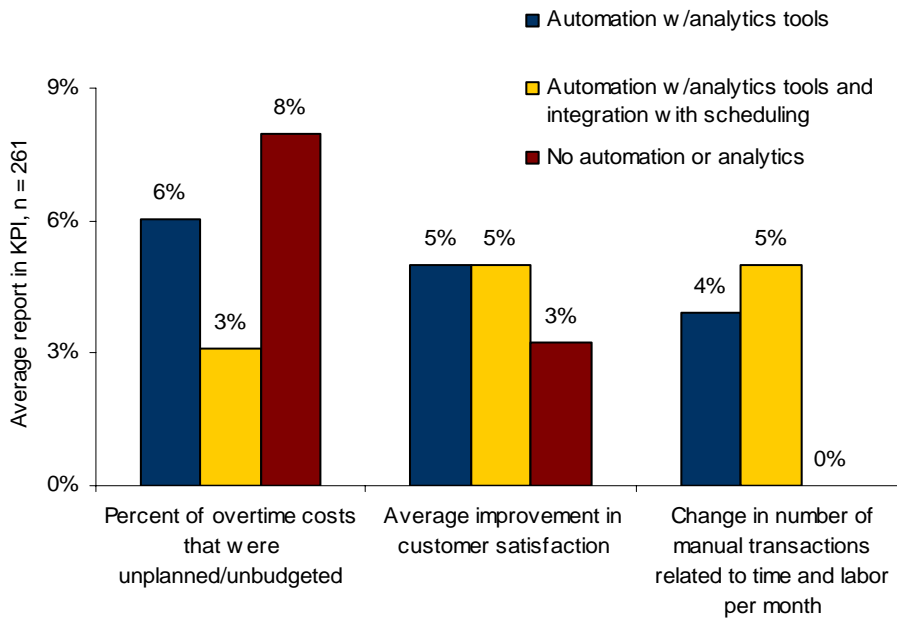 Automation w/analytics tools
Automation w/analytics tools and
integration with scheduling
No automation or analytics
Average report in KPI, n = 261
9%
6%
3%
0%
6%
3%
8%
5%
5%
3%
4%
5%
0%
Percent of overtime costs
that were
unplanned/unbudgeted
Average improvement in
customer satisfaction
Change in number of
manual transactions
related to time and labor
per month